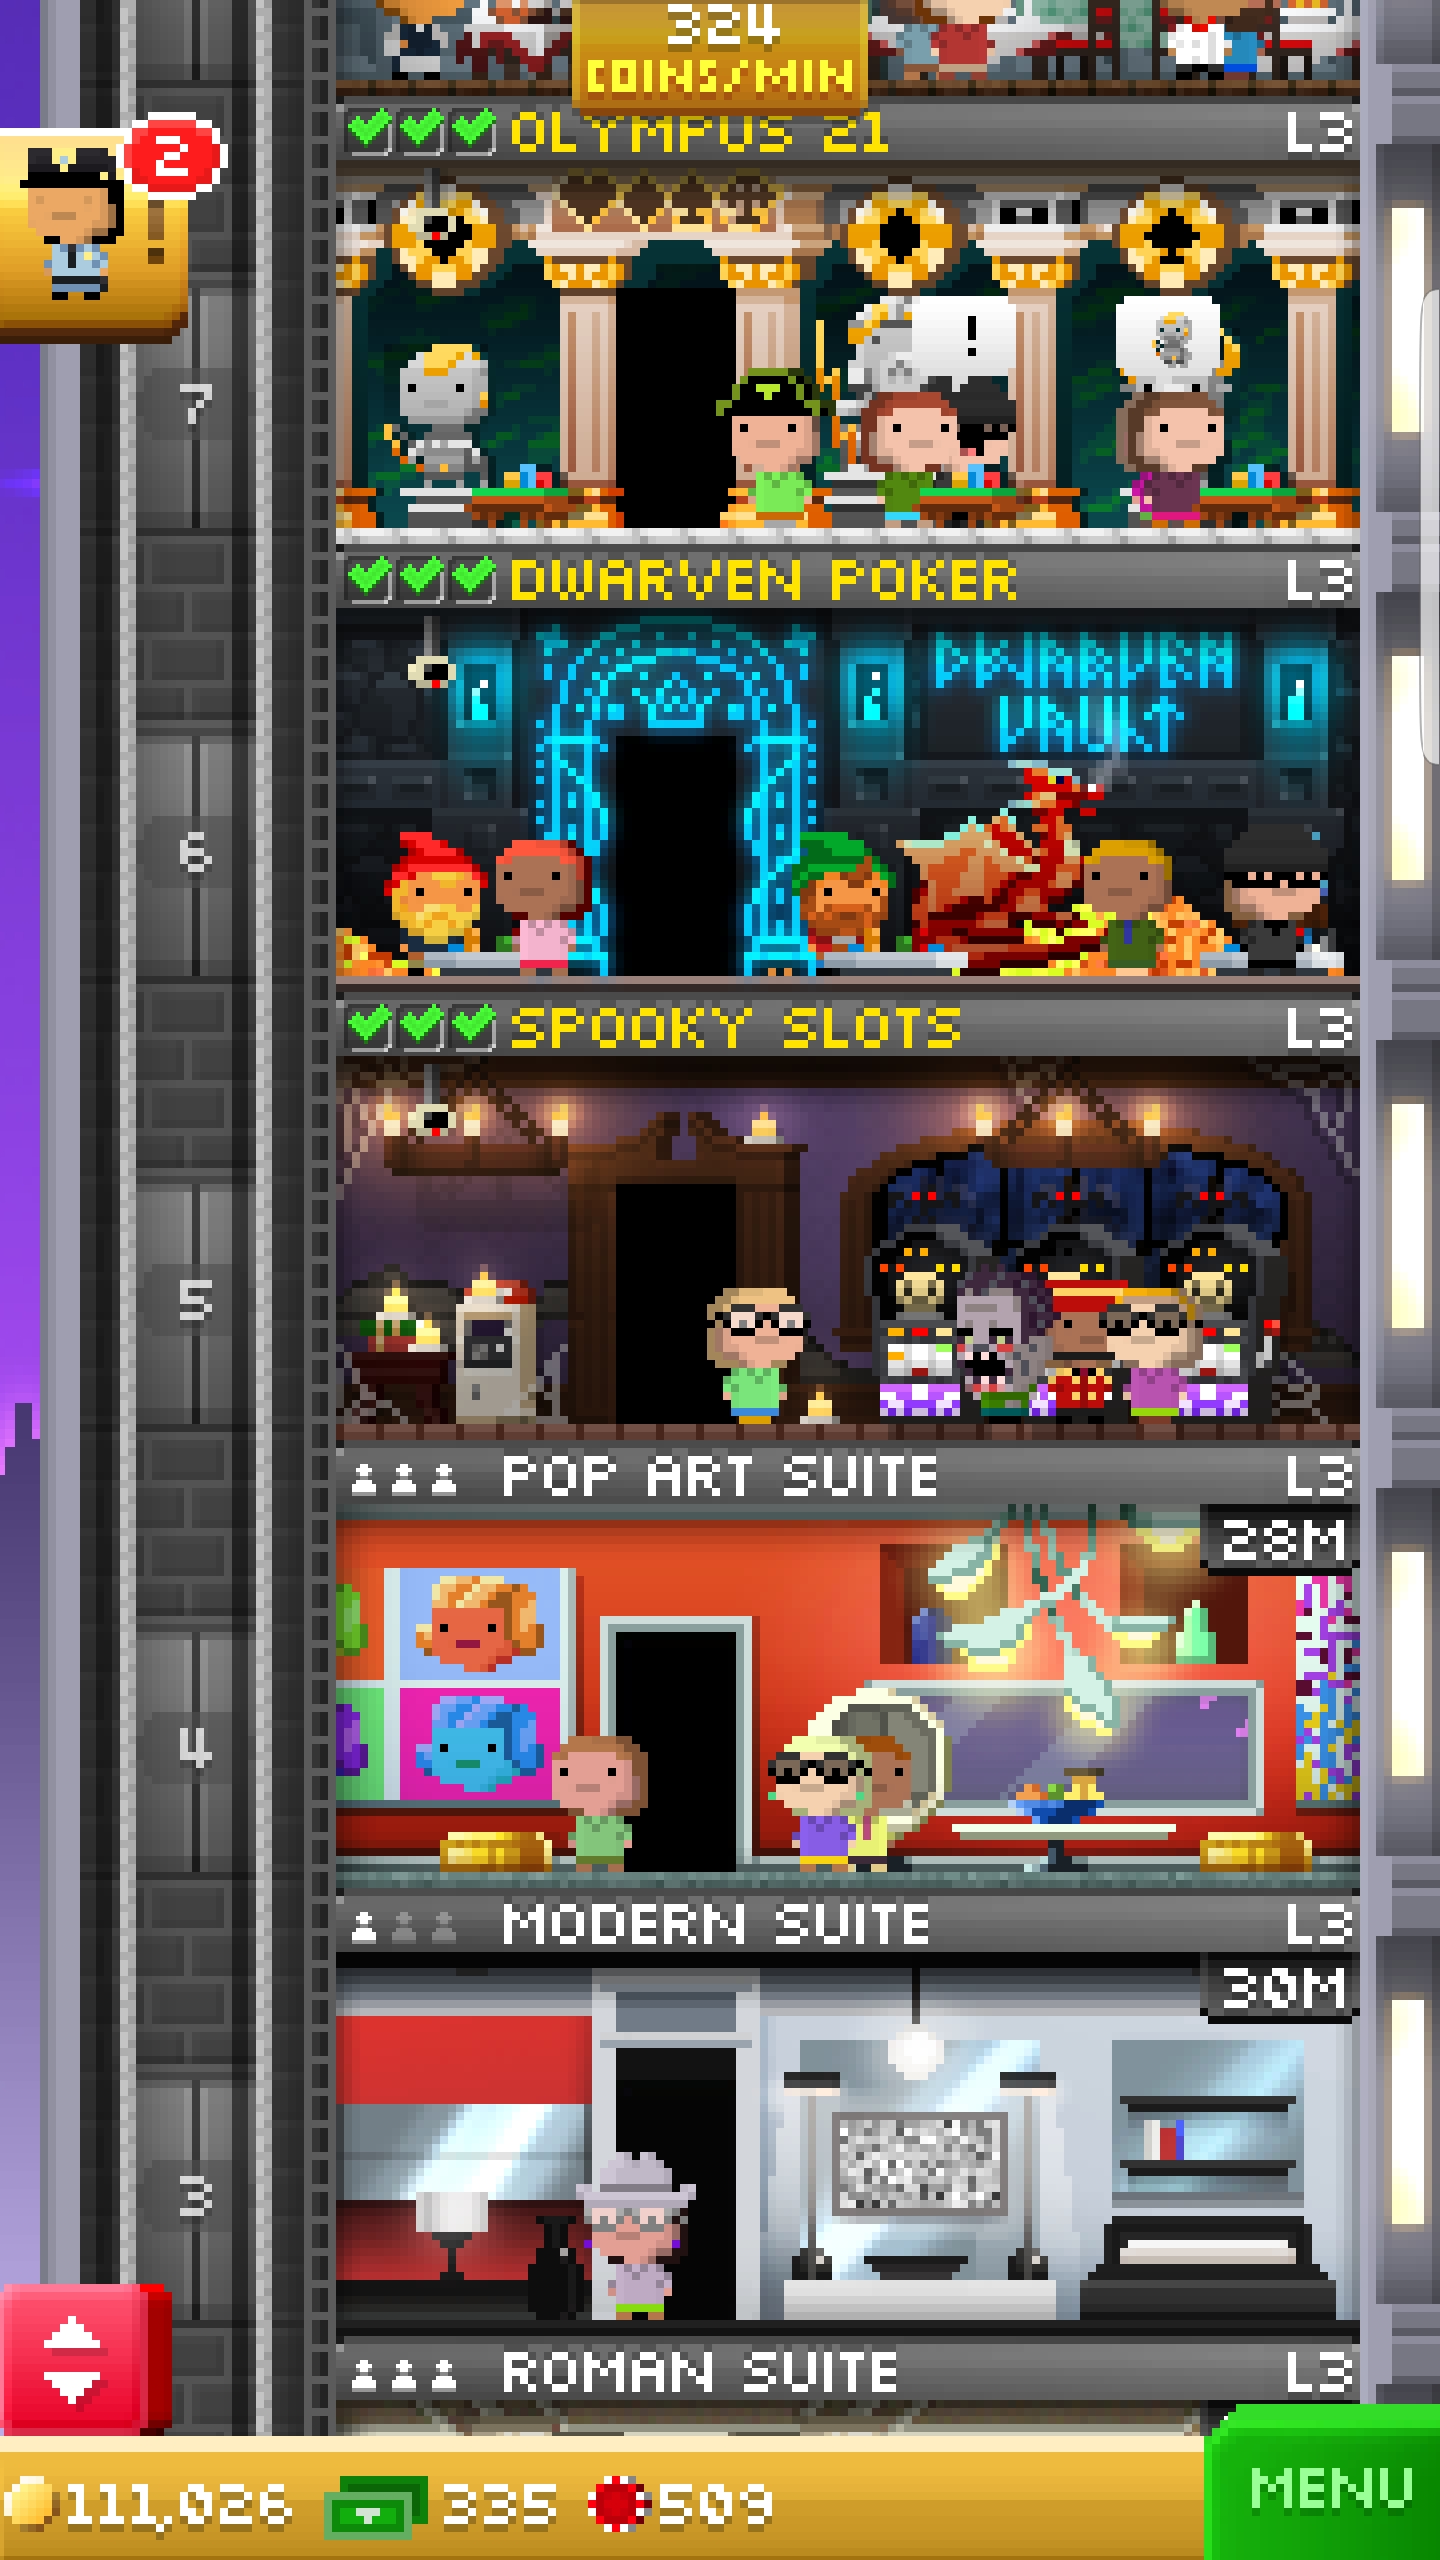 324
COINS/MIN
OLYMPUS 21 L3
2
!
7
!
DWARVEN POKER L3
DWARVEN
VAULT
6
SPOOKY SLOTS L3
5
POP ART SUITE L3
28M
4
MODERN SUITE L3
30M
3
ROMAN SUITE L3
111,026 335 509
MENU